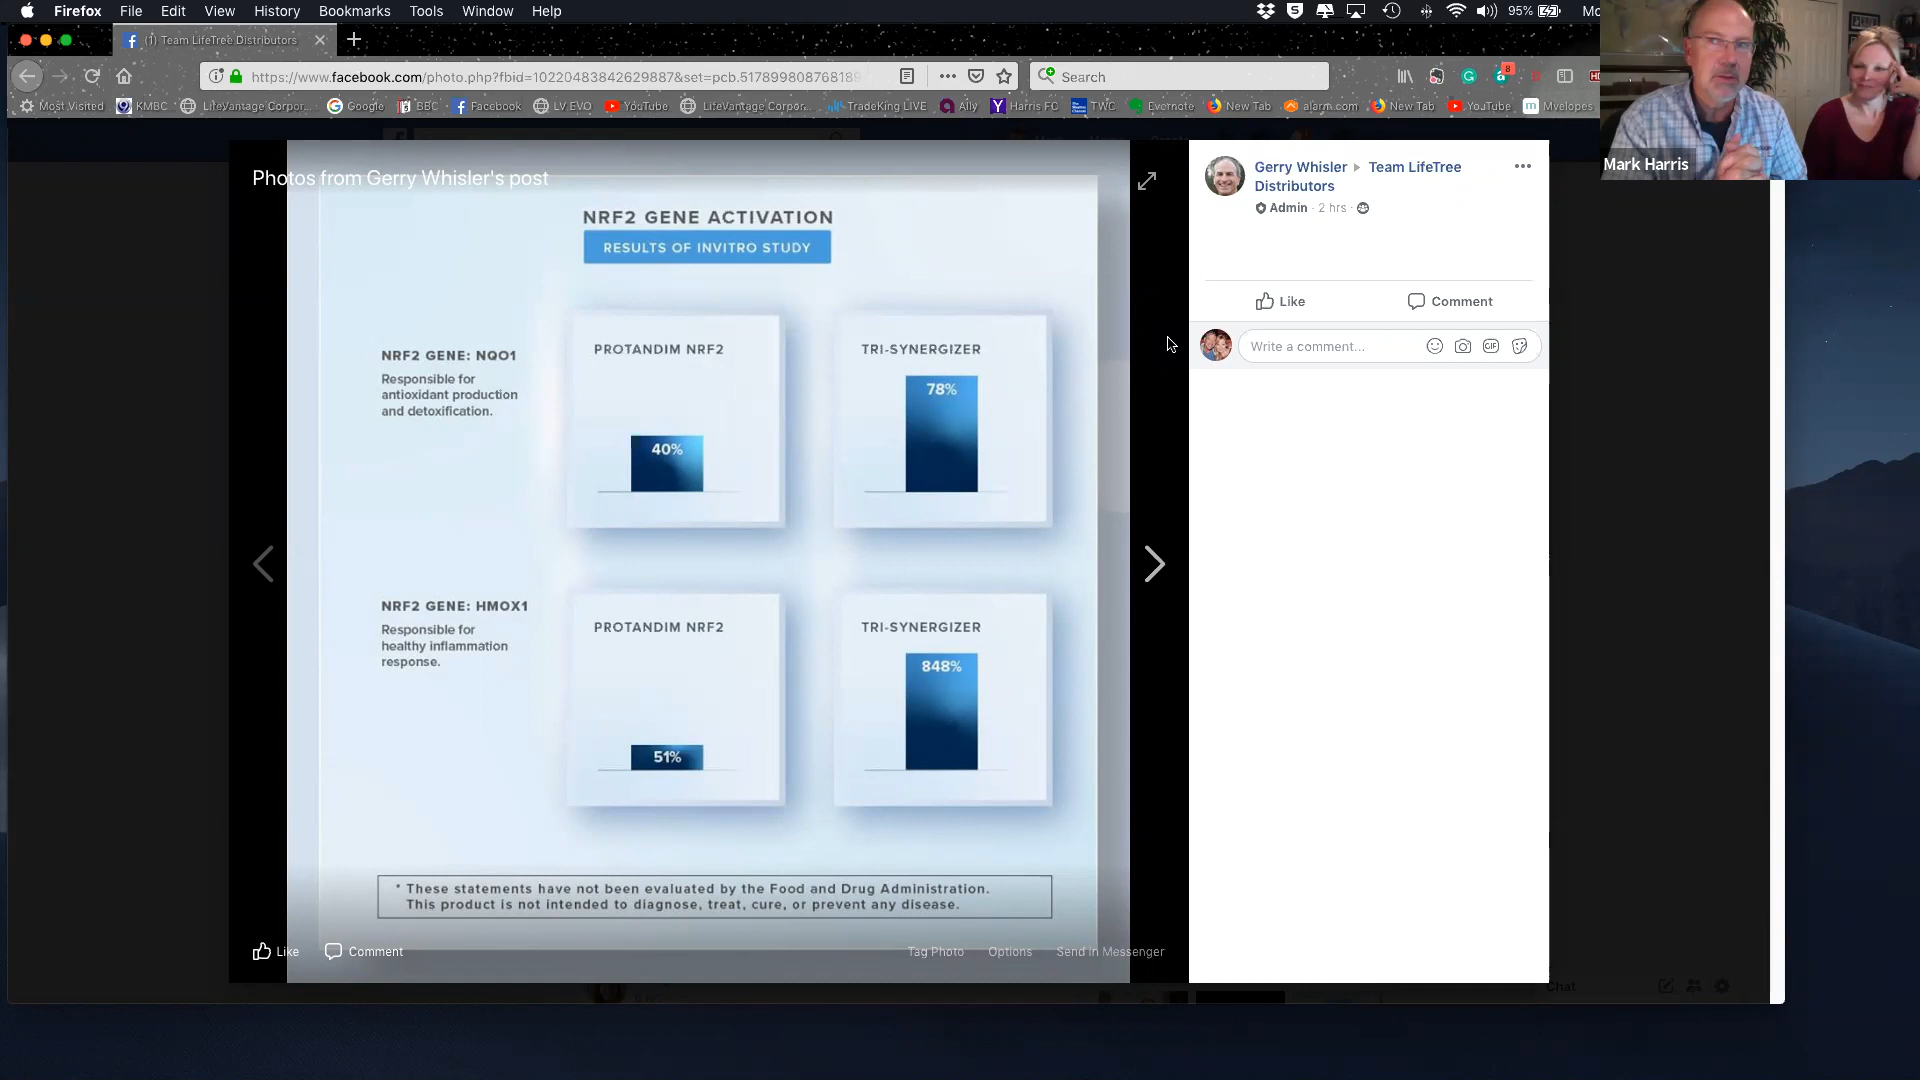 Firefox File Edit View History Bookmarks Tools Window Help
95%
(1) Team LifeTree Distributors
https://www.facebook.com/photo.php?fbid=10220483842629887&set=pcb.517899808768189
Search
8
Most Visited KMBC LifeVantage Corpor... Google BBC Facebook LV EVO YouTube LifeVantage Corpor... TradeKing LIVE Ally Harris FC TWC Evernote New Tab alarm.com New Tab YouTube Mvelopes
Mark Harris
Photos from Gerry Whisler's post
NRF2 GENE ACTIVATION
RESULTS OF INVITRO STUDY
NRF2 GENE: NQO1
Responsible for
antioxidant production
and detoxification.
PROTANDIM NRF2
40%
TRI-SYNERGIZER
78%
NRF2 GENE: HMOX1
Responsible for
healthy inflammation
response.
PROTANDIM NRF2
51%
TRI-SYNERGIZER
848%
* These statements have not been evaluated by the Food and Drug Administration.
This product is not intended to diagnose, treat, cure, or prevent any disease.
Like Comment
Tag Photo Options Send in Messenger
Gerry Whisler Team LifeTree
Distributors
Admin · 2 hrs ·
Like Comment
Write a comment...
GIF
Chat